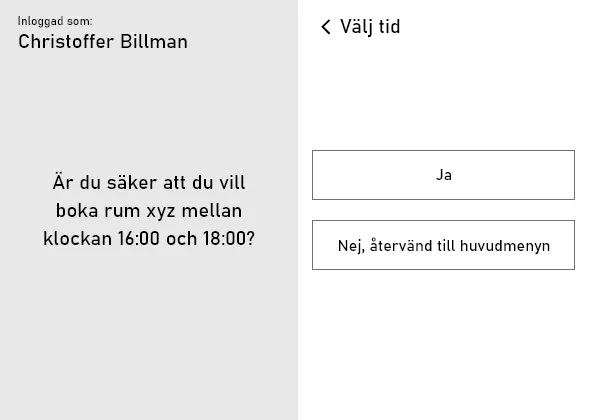 Inloggad som:
Christoffer Billman
Är du säker att du vill
boka rum xyz mellan
klockan 16:00 och 18:00?
Välj tid
Ja
Nej, återvänd till huvudmenyn